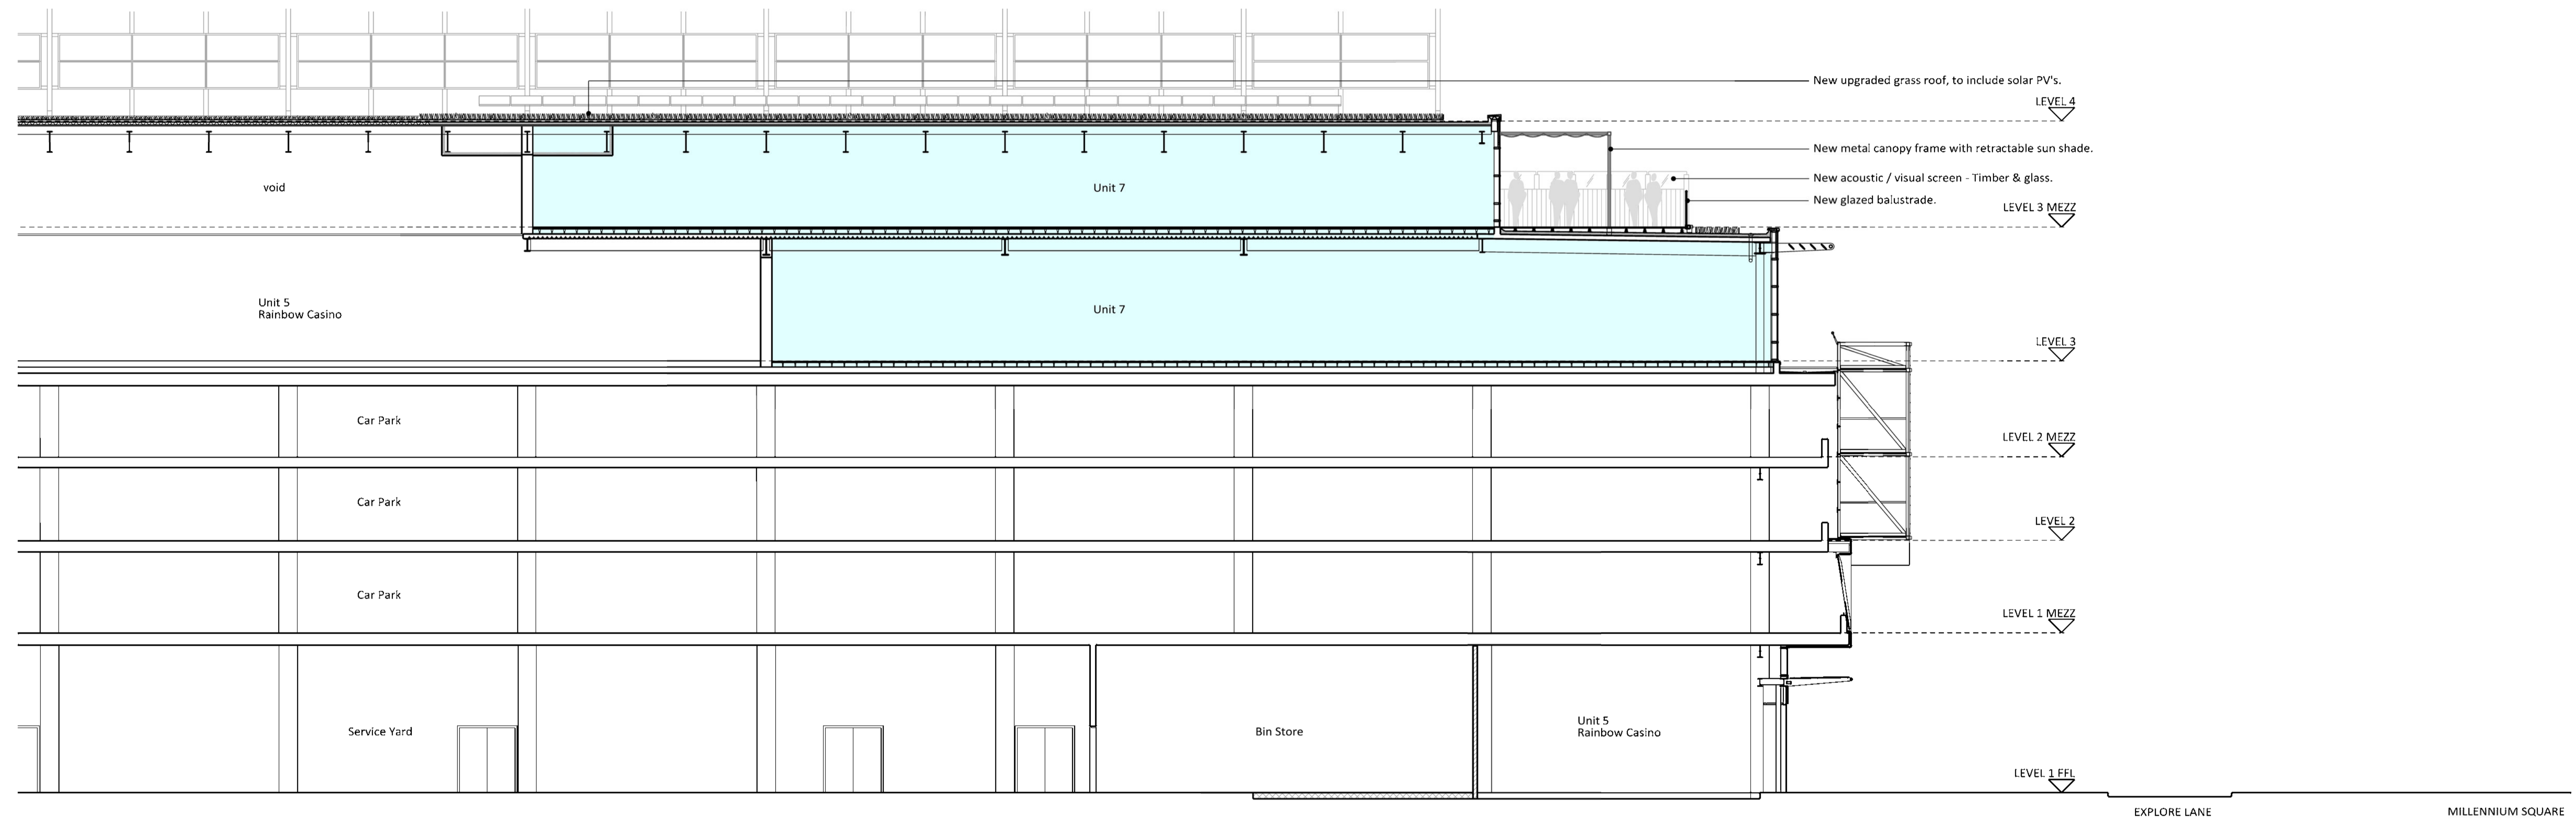 New upgraded grass roof, to include solar PV's.
LEVEL 4
New metal canopy frame with retractable sun shade.
New acoustic / visual screen - Timber & glass.
void
Unit 7
New glazed balustrade.
LEVEL 3 MEZZ
Unit 5
Rainbow Casino
Unit 7
LEVEL 3
Car Park
LEVEL 2 MEZZ
Car Park
LEVEL 2
Car Park
LEVEL 1 MEZZ
Service Yard
Bin Store
Unit 5
Rainbow Casino
LEVEL 1 FFL
EXPLORE LANE
MILLENNIUM SQUARE